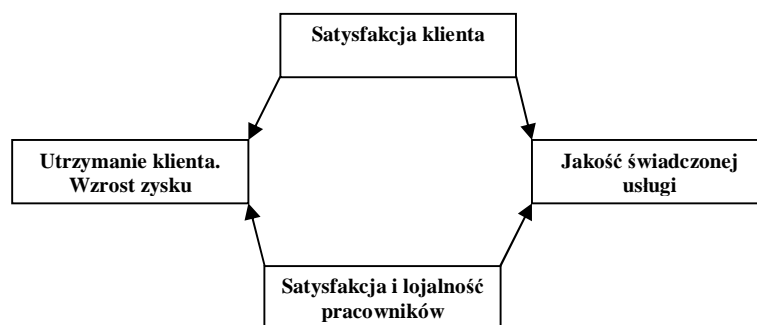 Satysfakcja klienta
Utrzymanie klienta.
Wzrost zysku
Jakość świadczonej
usługi
Satysfakcja i lojalność
pracowników